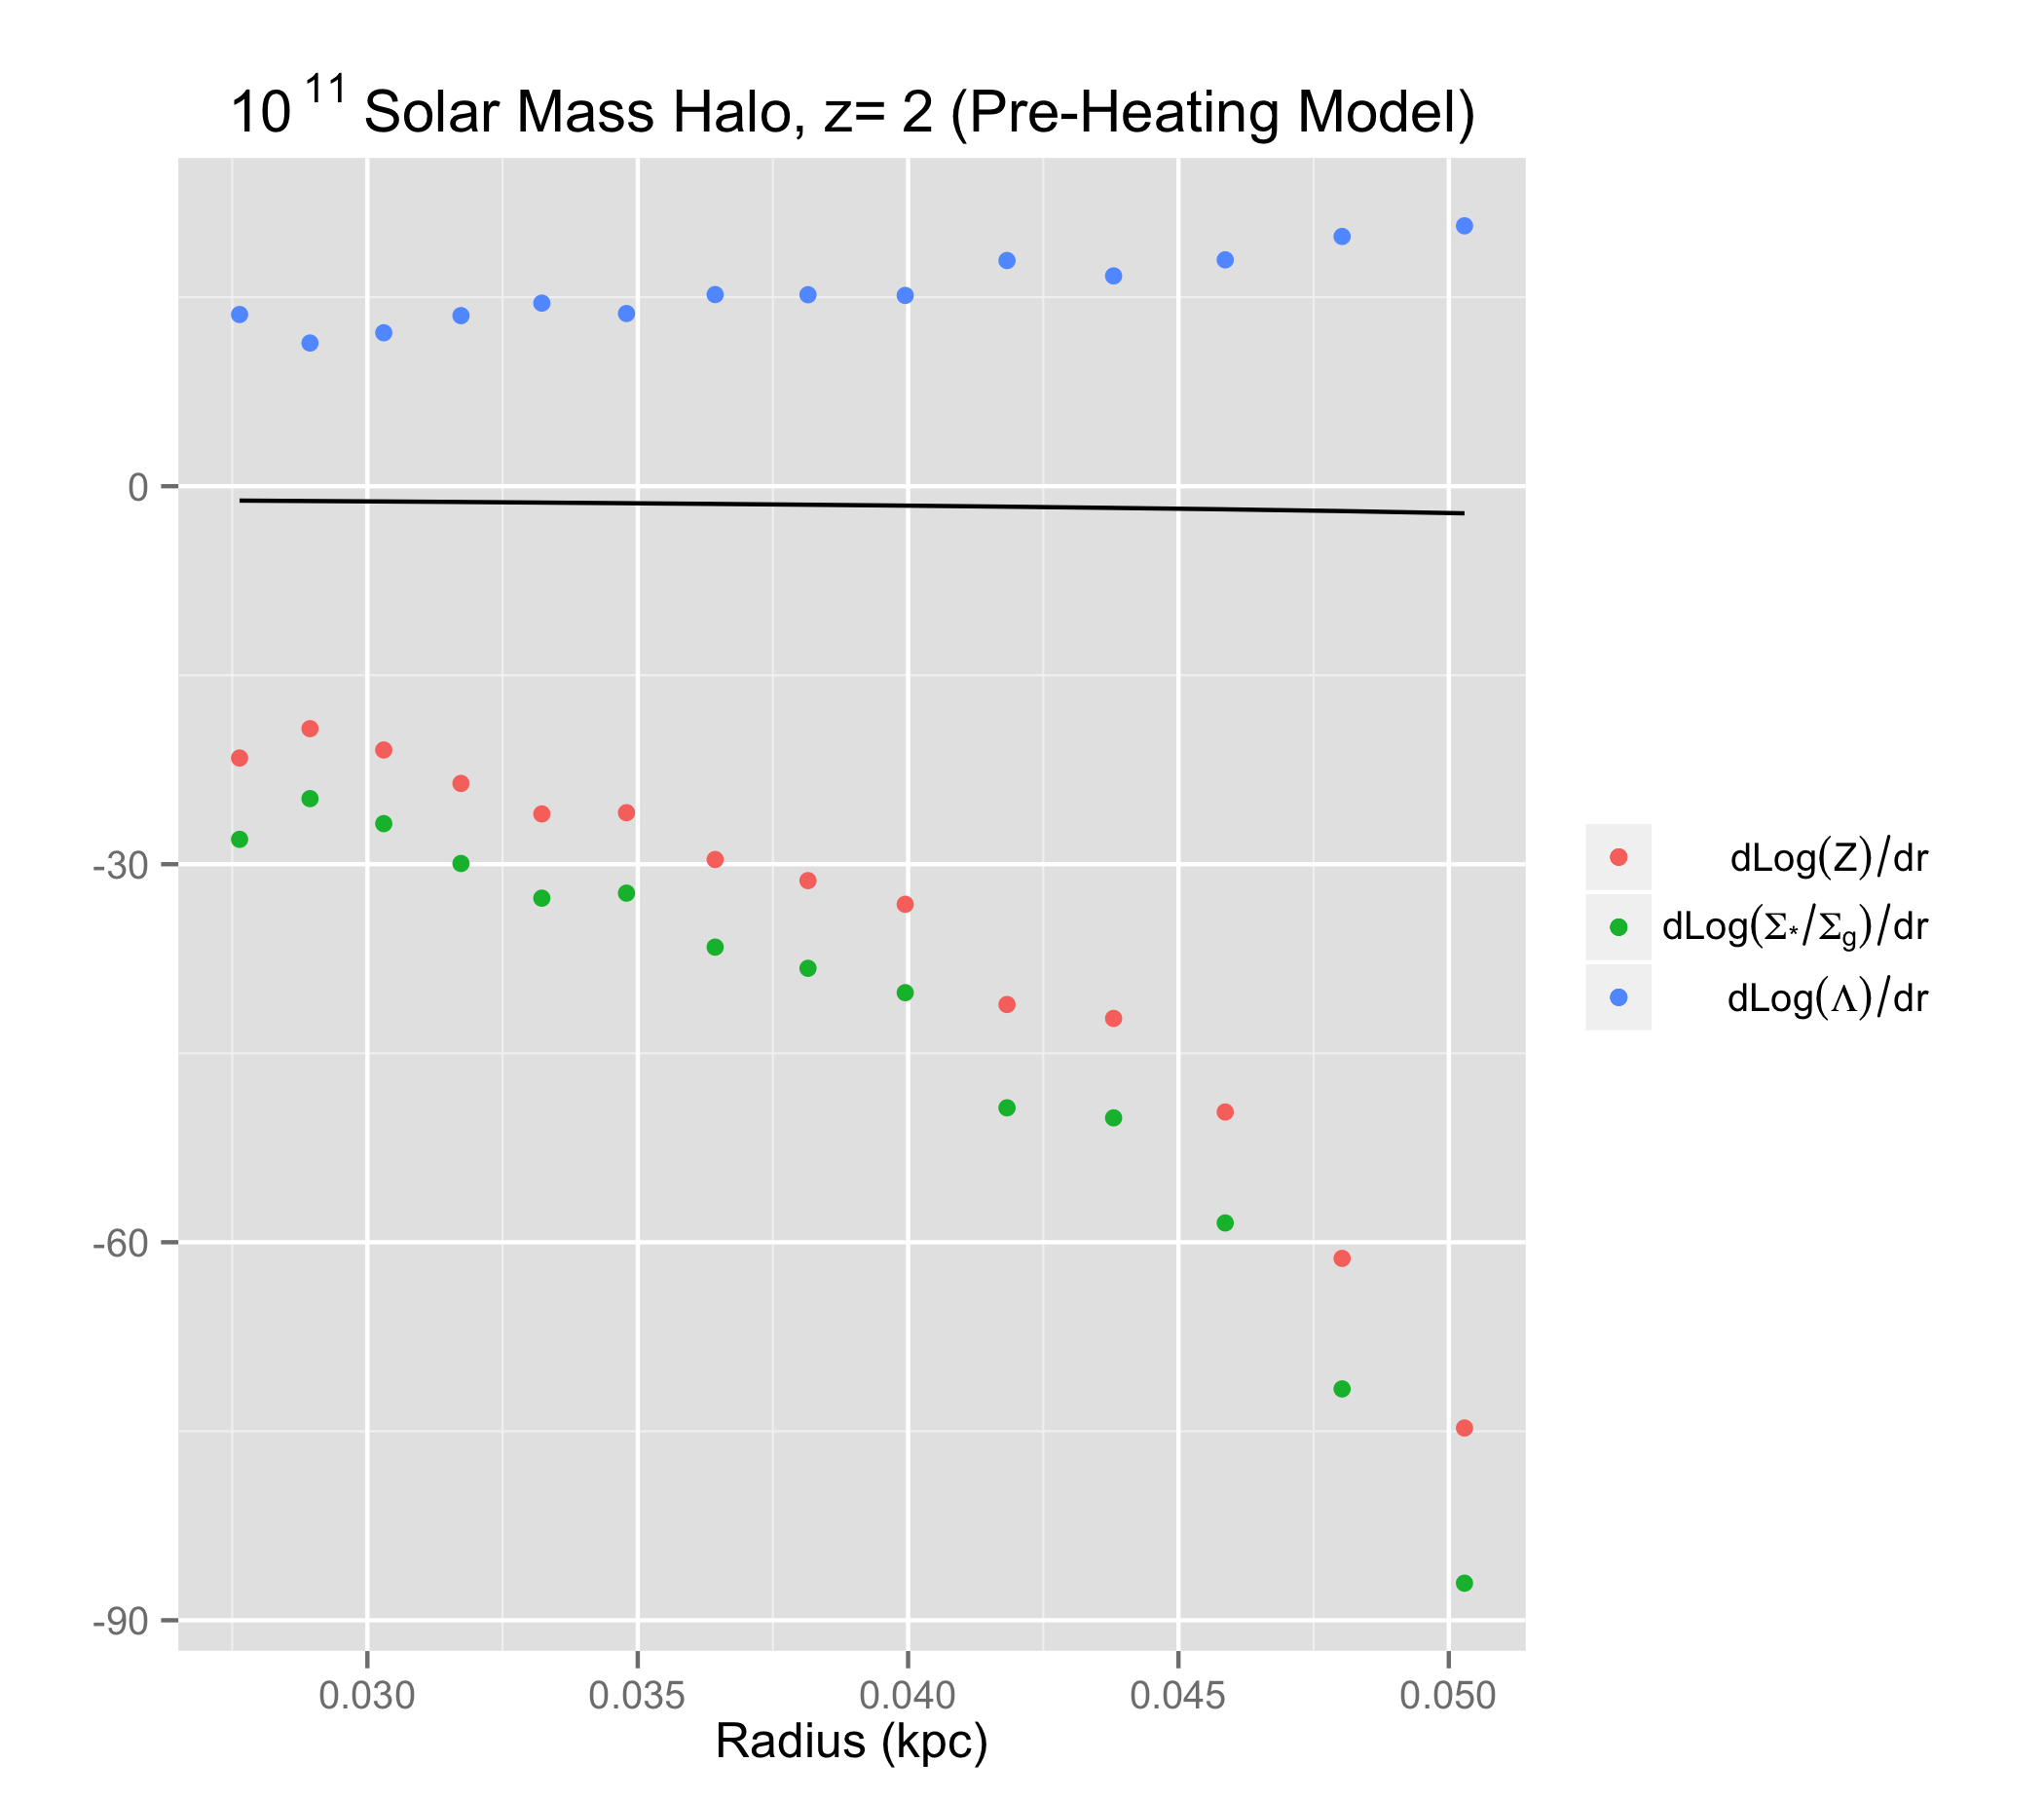 10 11 Solar Mass Halo, z= 2 (Pre-Heating Model)
0
-30
-60
-90
0.030 0.035 0.040 0.045 0.050
Radius (kpc)
dLog(Z)/dr
dLog(Σ*/Σg)/dr
dLog(Λ)/dr